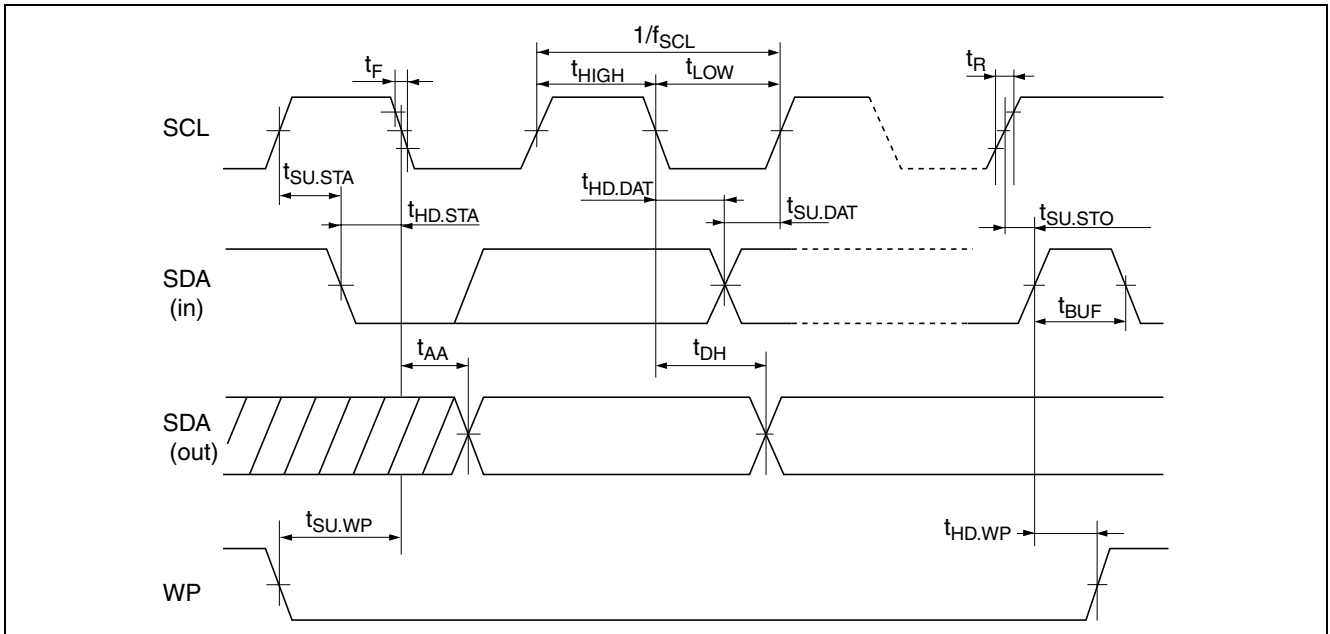 1/fSCL
tF
tHIGH
tLOW
tR
SCL
tSU.STA
tHD.STA
tHD.DAT
tSU.DAT
tSU.STO
SDA
(in)
tBUF
tAA
tDH
SDA
(out)
tSU.WP
tHD.WP
WP